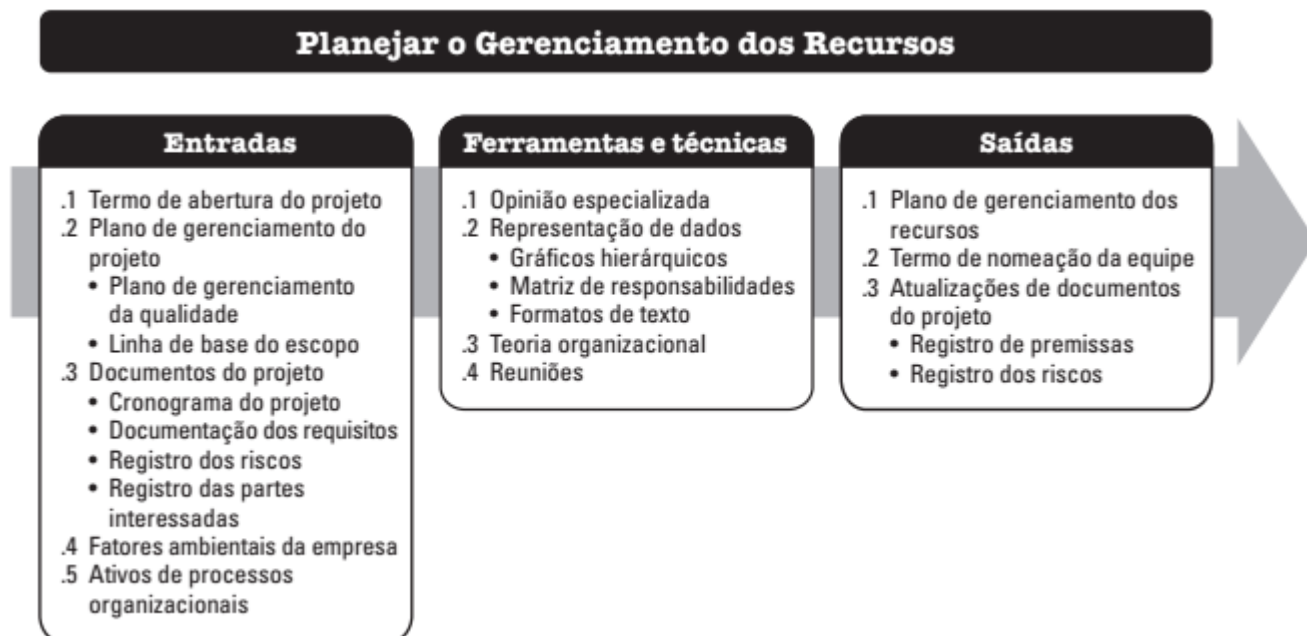 Planejar o Gerenciamento dos Recursos
Entradas
.1 Termo de abertura do projeto
.2 Plano de gerenciamento do
projeto
• Plano de gerenciamento
da qualidade
• Linha de base do escopo
.3 Documentos do projeto
• Cronograma do projeto
• Documentação dos requisitos
• Registro dos riscos
• Registro das partes
interessadas
.4 Fatores ambientais da empresa
.5 Ativos de processos
organizacionais
Ferramentas e técnicas
.1 Opinião especializada
.2 Representação de dados
• Gráficos hierárquicos
• Matriz de responsabilidades
• Formatos de texto
.3 Teoria organizacional
.4 Reuniões
Saídas
.1 Plano de gerenciamento dos
recursos
.2 Termo de nomeação da equipe
.3 Atualizações de documentos
do projeto
• Registro de premissas
• Registro dos riscos